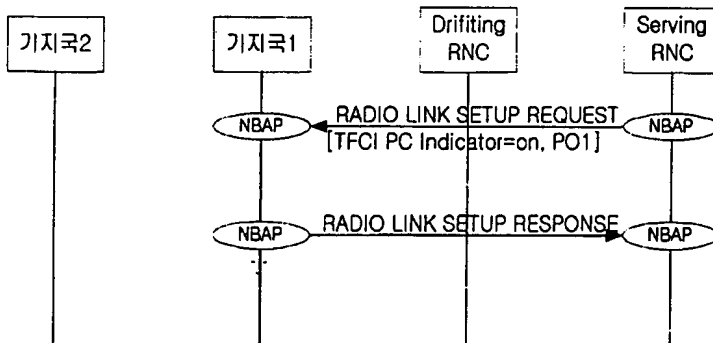 기지국2
기지국1
Drifiting
RNC
Serving
RNC
NBAP
RADIO LINK SETUP REQUEST
NBAP
[TFCI PC Indicator=on, PO1]
NBAP
RADIO LINK SETUP RESPONSE
NBAP